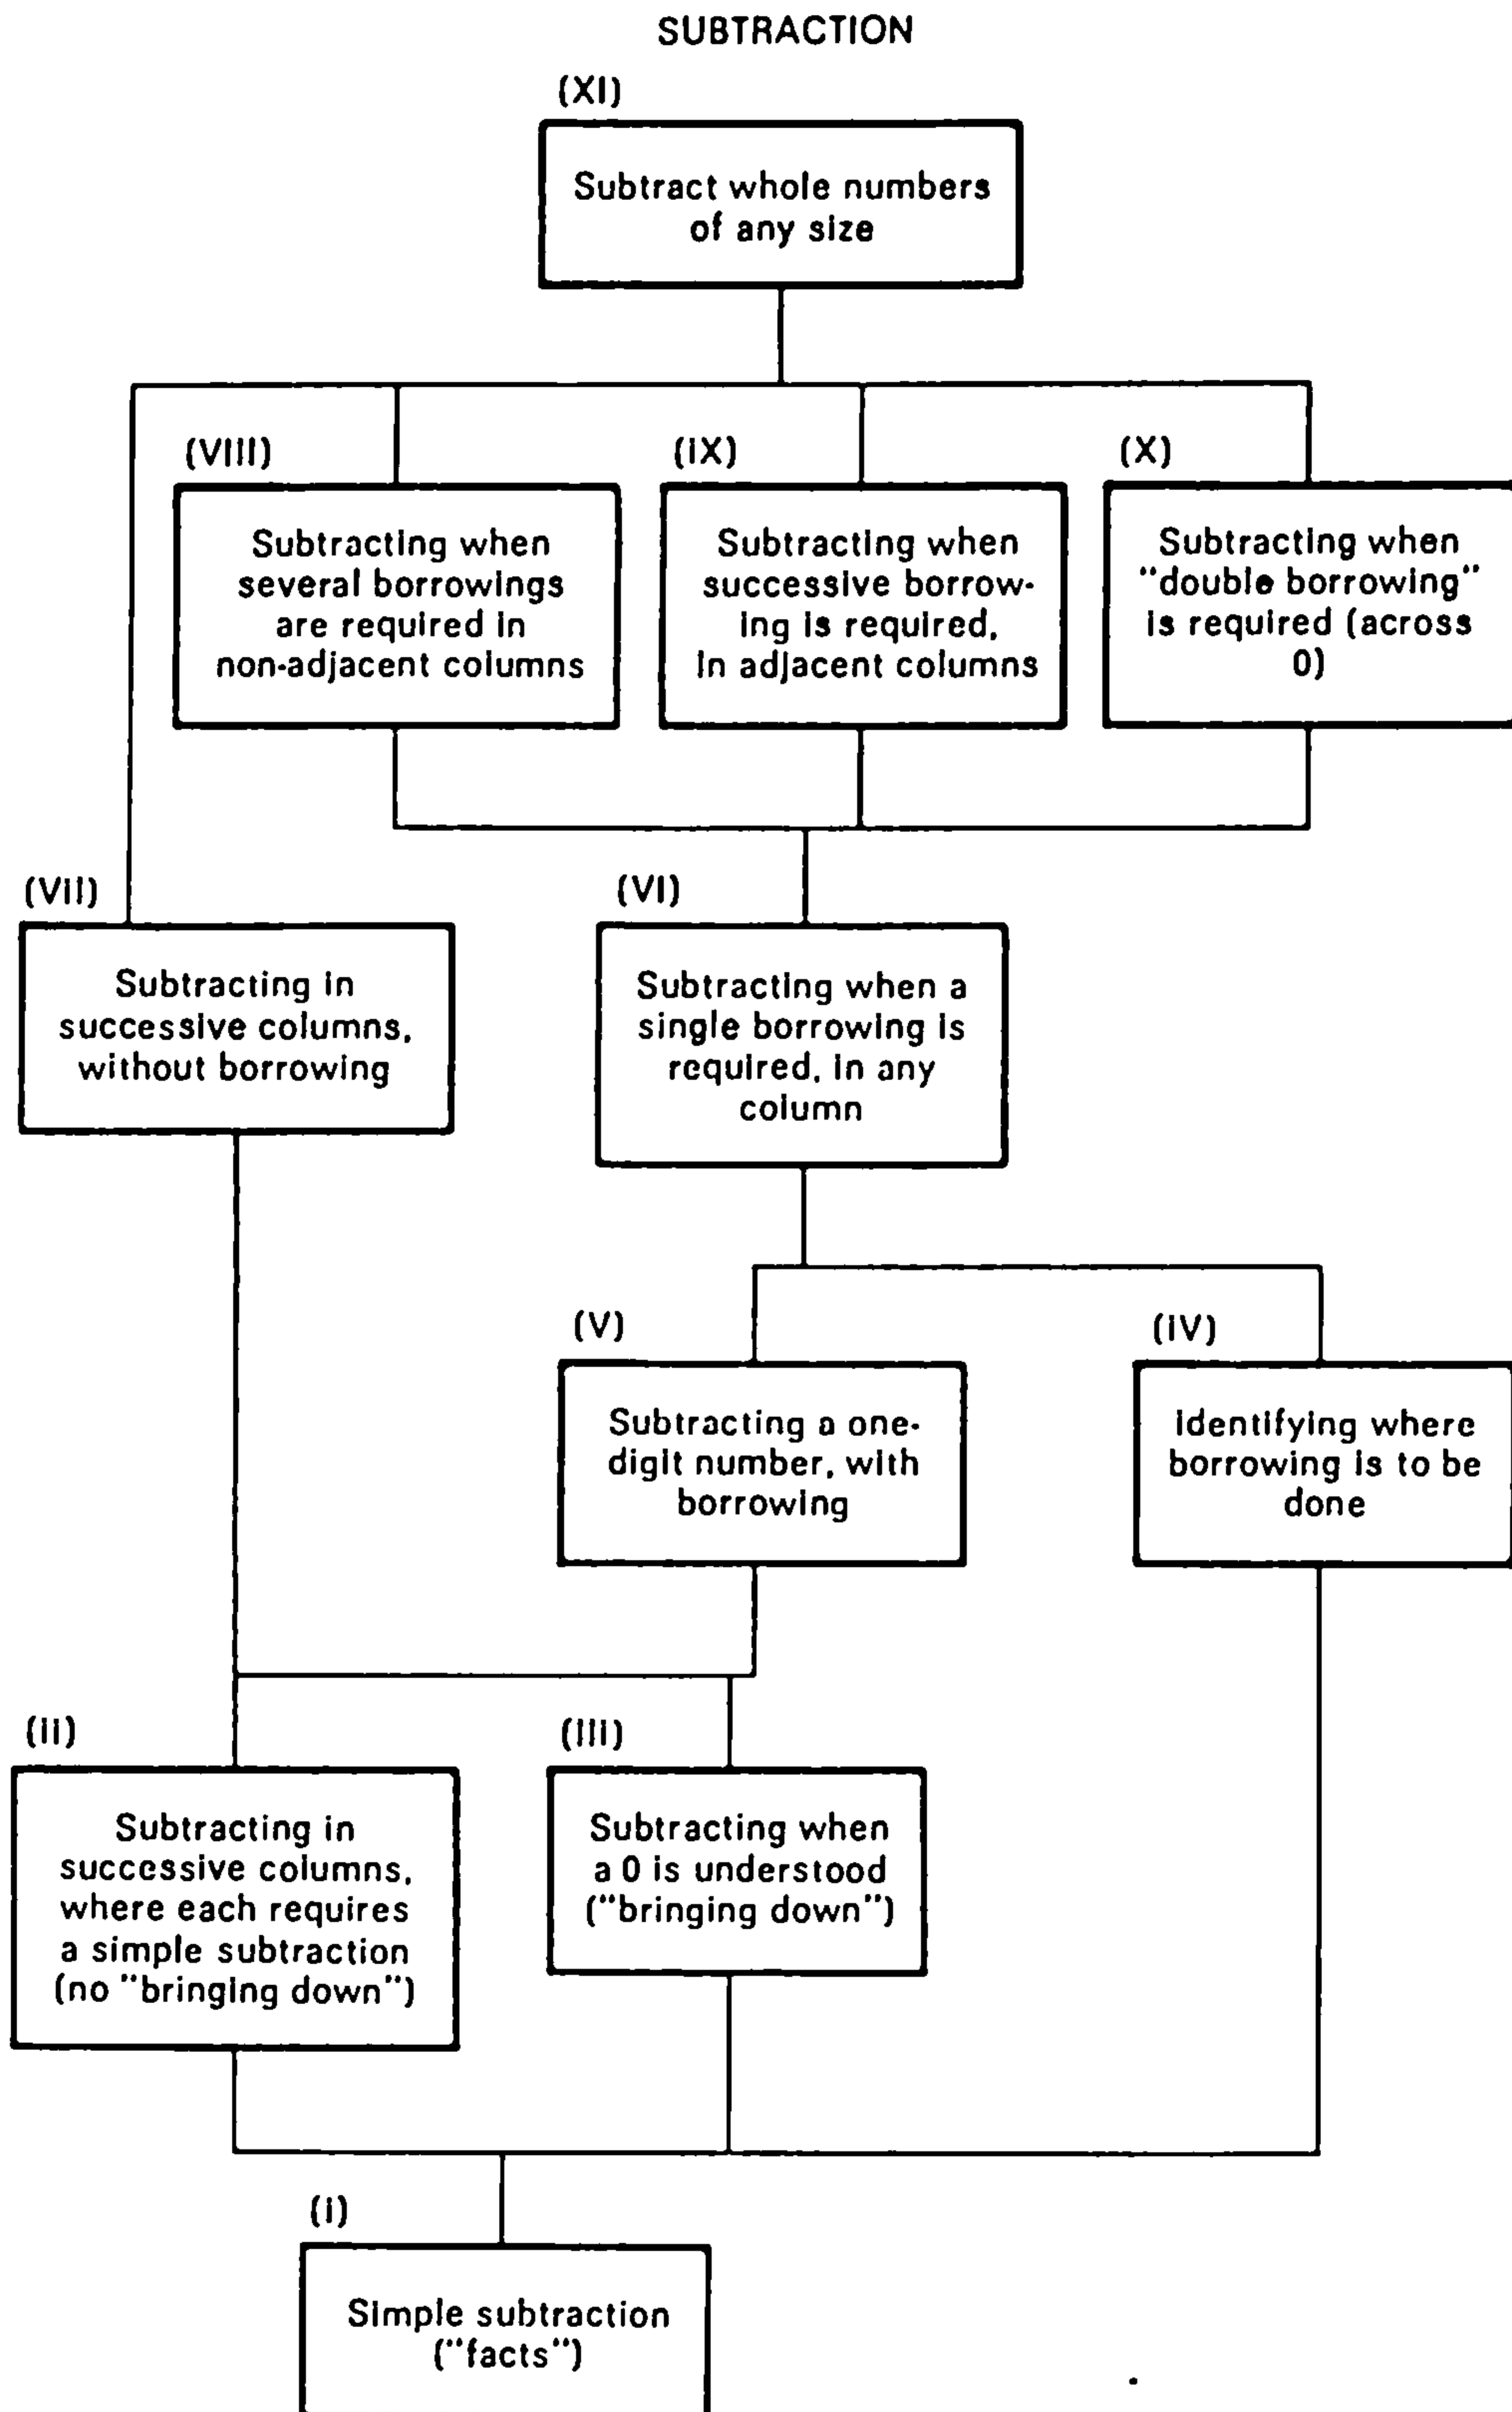 SUBTRACTION
(XI)
Subtract whole numbers
of any size
(VIII)
Subtracting when
several borrowings
are required in
non-adjacent columns
(IX)
Subtracting when
successive borrow-
ing is required,
in adjacent columns
(X)
Subtracting when
"double borrowing"
is required (across
0)
(VII)
Subtracting in
successive columns,
without borrowing
(VI)
Subtracting when a
single borrowing is
required, in any
column
(V)
Subtracting a one-
digit number, with
borrowing
(IV)
Identifying where
borrowing is to be
done
(II)
Subtracting in
successive columns,
where each requires
a simple subtraction
(no "bringing down")
(III)
Subtracting when
a 0 is understood
("bringing down")
(I)
Simple subtraction
("facts")